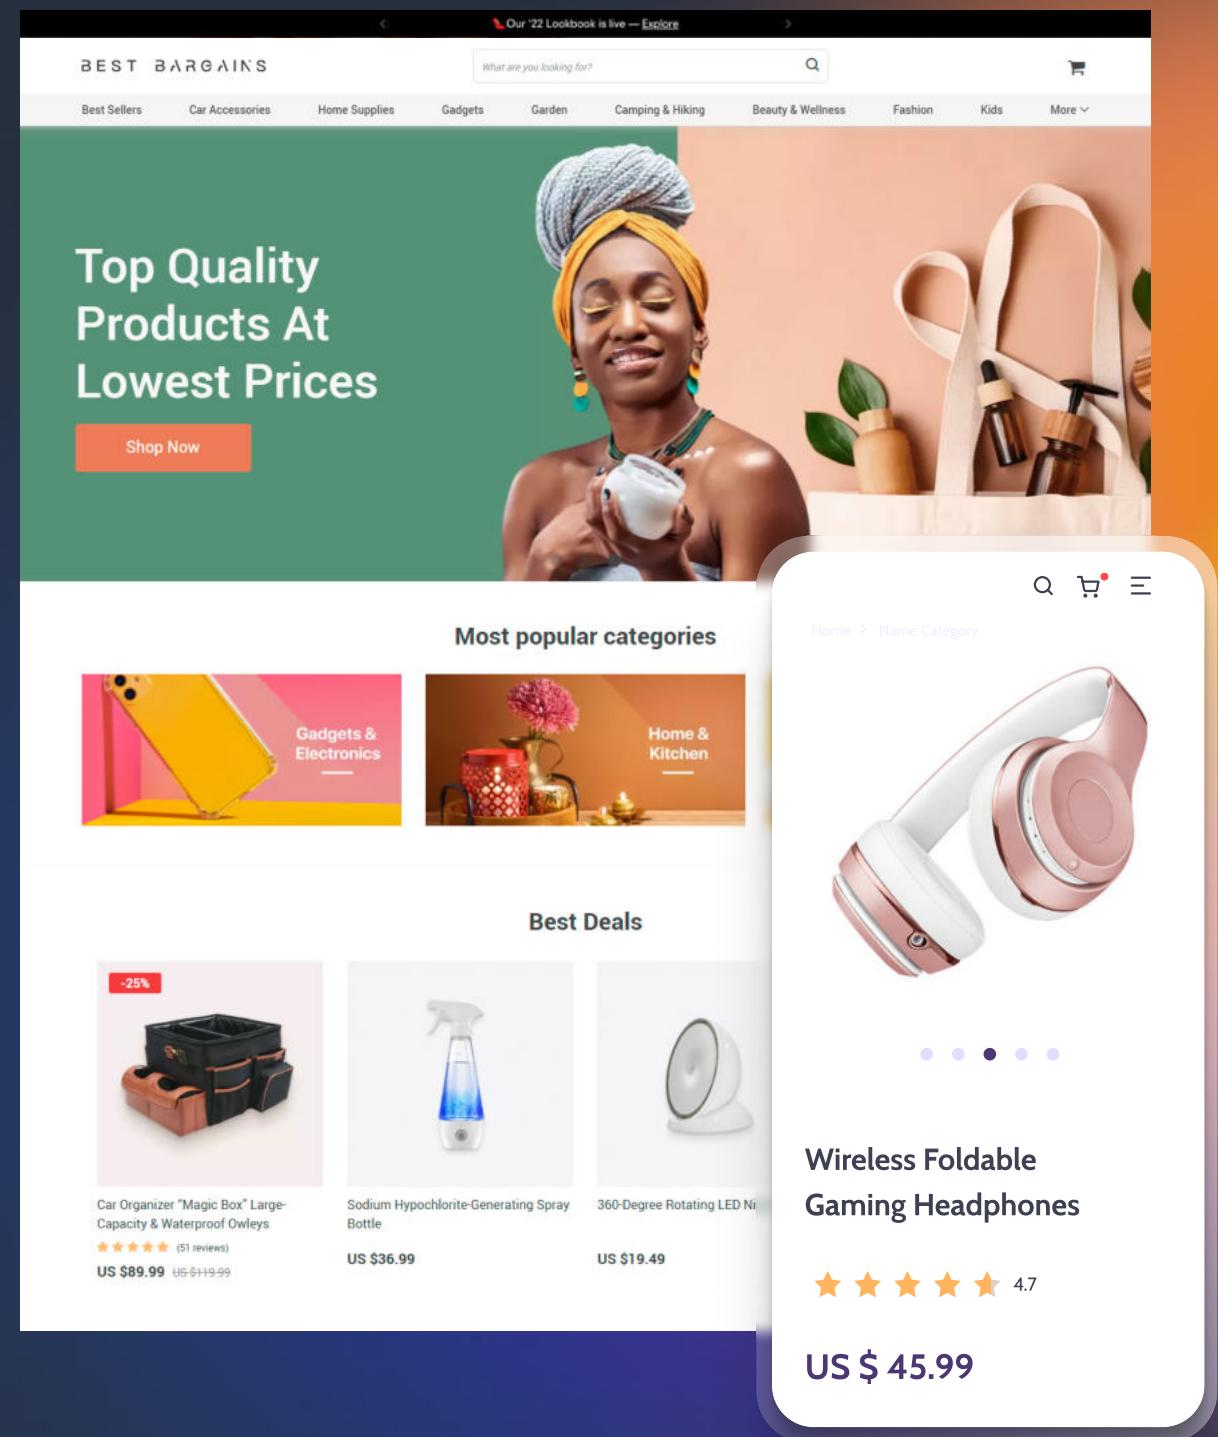 Our '22 Lookbook is live — Explore
BEST BARGAINS
What are you looking for?
Best Sellers Car Accessories Home Supplies Gadgets Garden Camping & Hiking Beauty & Wellness Fashion Kids More
Top Quality
Products At
Lowest Prices
Shop Now
Most popular categories
Gadgets &
Electronics
Home &
Kitchen
Best Deals
-25%
Car Organizer “Magic Box” Large-
Capacity & Waterproof Owleys
(51 reviews)
US $89.99 US $119.99
Sodium Hypochlorite-Generating Spray
Bottle
US $36.99
360-Degree Rotating LED
US $19.49
Home > Name Category
Wireless Foldable
Gaming Headphones
4.7
US $ 45.99